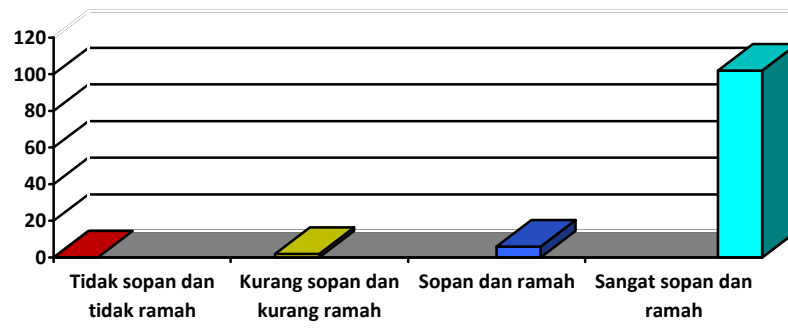 120
100
80
60
40
20
0
Tidak sopan dan
tidak ramah
Kurang sopan dan
kurang ramah
Sopan dan ramah
Sangat sopan dan
ramah